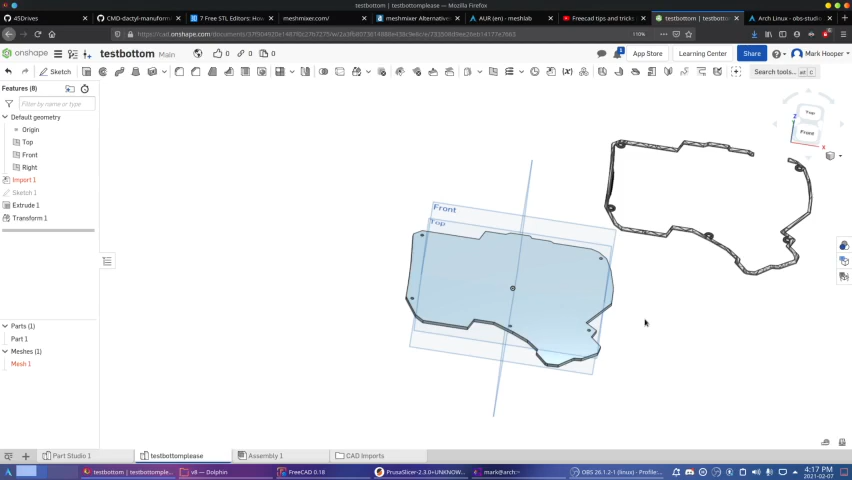 testbottom | testbottomplease — Mozilla Firefox
45Drives
CMD-dactyl-manuform
7 Free STL Editors: How
meshmixer.com/
meshmixer Alternatives
AUR (en) - meshlab
Freecad tips and tricks
testbottom | testbottom
Arch Linux - obs-studio
110%
onshape
testbottom Main
0
0
0
App Store
Learning Center
Share
Mark Hooper
Sketch
Search tools...
alt C
Features (8)
Filter by name or type
Default geometry
Origin
Top
Front
Right
Import 1
Sketch 1
Extrude 1
Transform 1
Parts (1)
Part 1
Meshes (1)
Mesh 1
Front
Top
Z
Top
Front
X
Part Studio 1
testbottomplease
Assembly 1
CAD Imports
testbottom | testbottomple...
v8 — Dolphin
FreeCAD 0.18
PrusaSlicer-2.3.0+UNKNOW...
mark@arch:~
OBS 26.1.2-1 (linux) - Profile:...
4:17 PM
2021-02-07